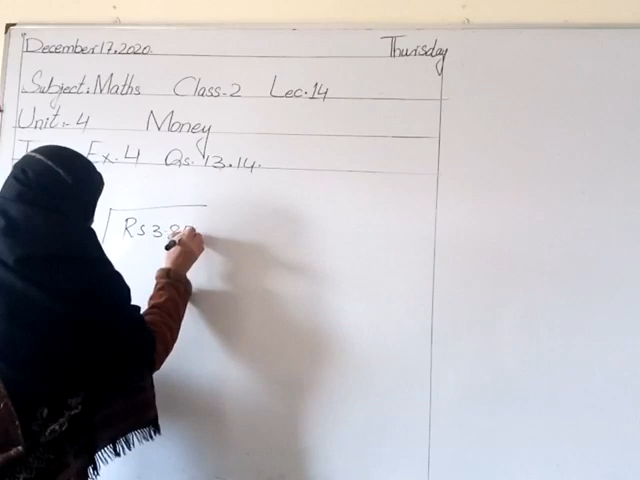 December 17, 2020. Thursday
Subject: Maths Class-2 Lec.14
Unit:-4 Money
Ex.4 Qs. 13.14.
Rs 3.8